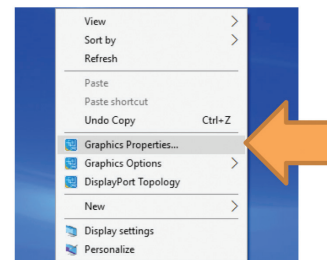 View
Sort by
Refresh
Paste
Paste shortcut
Undo Copy Ctrl+Z
Graphics Properties...
Graphics Options
DisplayPort Topology
New
Display settings
Personalize